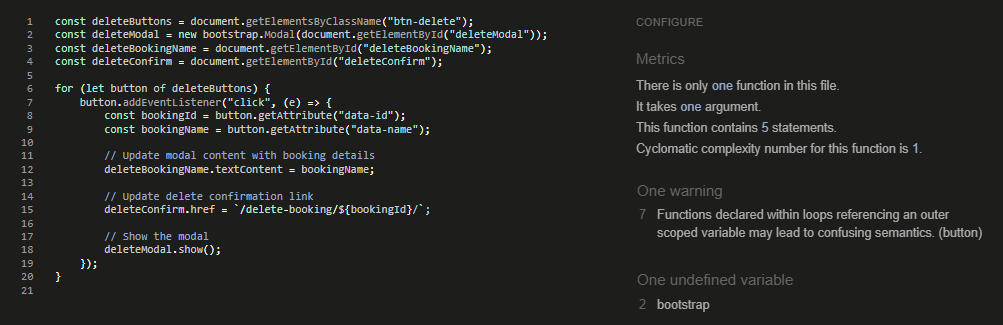 1 const deleteButtons = document.getElementsByClassName("btn-delete");
2 const deleteModal = new bootstrap.Modal(document.getElementById("deleteModal"));
3 const deleteBookingName = document.getElementById("deleteBookingName");
4 const deleteConfirm = document.getElementById("deleteConfirm");
5
6 for (let button of deleteButtons) {
7 button.addEventListener("click", (e) => {
8 const bookingId = button.getAttribute("data-id");
9 const bookingName = button.getAttribute("data-name");
10
11 // Update modal content with booking details
12 deleteBookingName.textContent = bookingName;
13
14 // Update delete confirmation link
15 deleteConfirm.href = `/delete-booking/${bookingId}/`;
16
17 // Show the modal
18 deleteModal.show();
19 });
20 }
21
CONFIGURE
Metrics
There is only one function in this file.
It takes one argument.
This function contains 5 statements.
Cyclomatic complexity number for this function is 1.
One warning
7 Functions declared within loops referencing an outer
scoped variable may lead to confusing semantics. (button)
One undefined variable
2 bootstrap